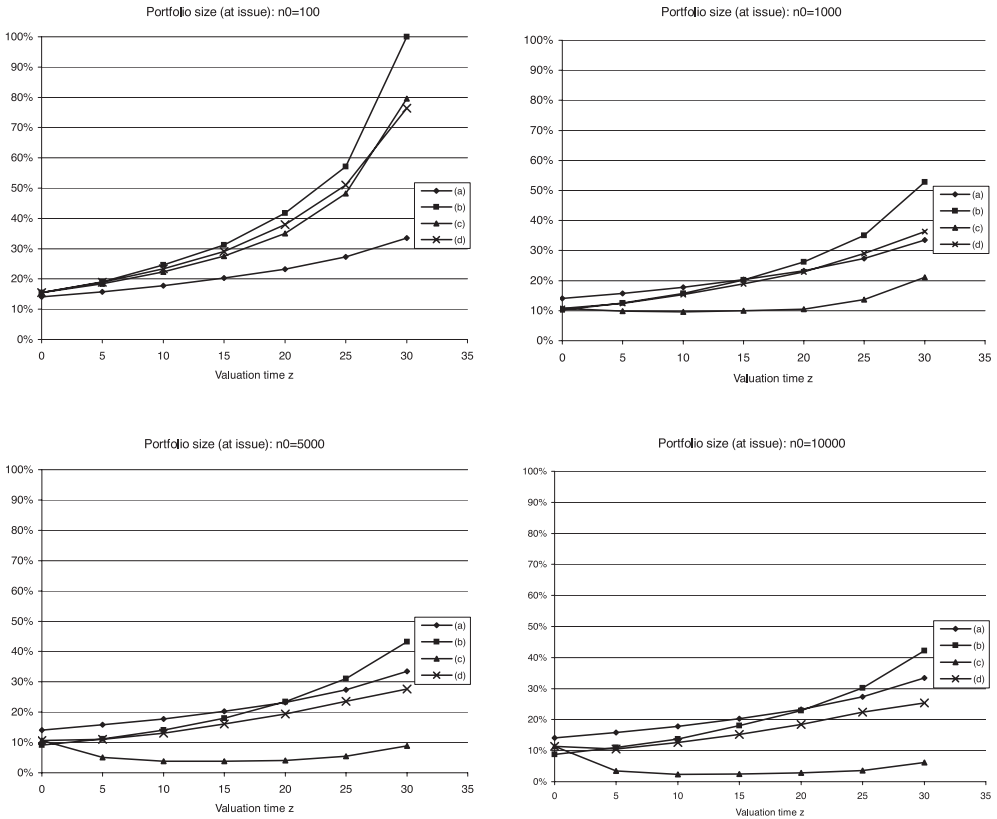 Portfolio size (at issue): n0=100
100%
90%
80%
70%
60%
50%
40%
30%
20%
10%
0%
0 5 10 15 20 25 30 35
Valuation time z
(a)
(b)
(c)
(d)
Portfolio size (at issue): n0=1000
100%
90%
80%
70%
60%
50%
40%
30%
20%
10%
0%
0 5 10 15 20 25 30 35
Valuation time z
(a)
(b)
(c)
(d)
Portfolio size (at issue): n0=5000
100%
90%
80%
70%
60%
50%
40%
30%
20%
10%
0%
0 5 10 15 20 25 30 35
Valuation time z
(a)
(b)
(c)
(d)
Portfolio size (at issue): n0=10000
100%
90%
80%
70%
60%
50%
40%
30%
20%
10%
0%
0 5 10 15 20 25 30 35
Valuation time z
(a)
(b)
(c)
(d)